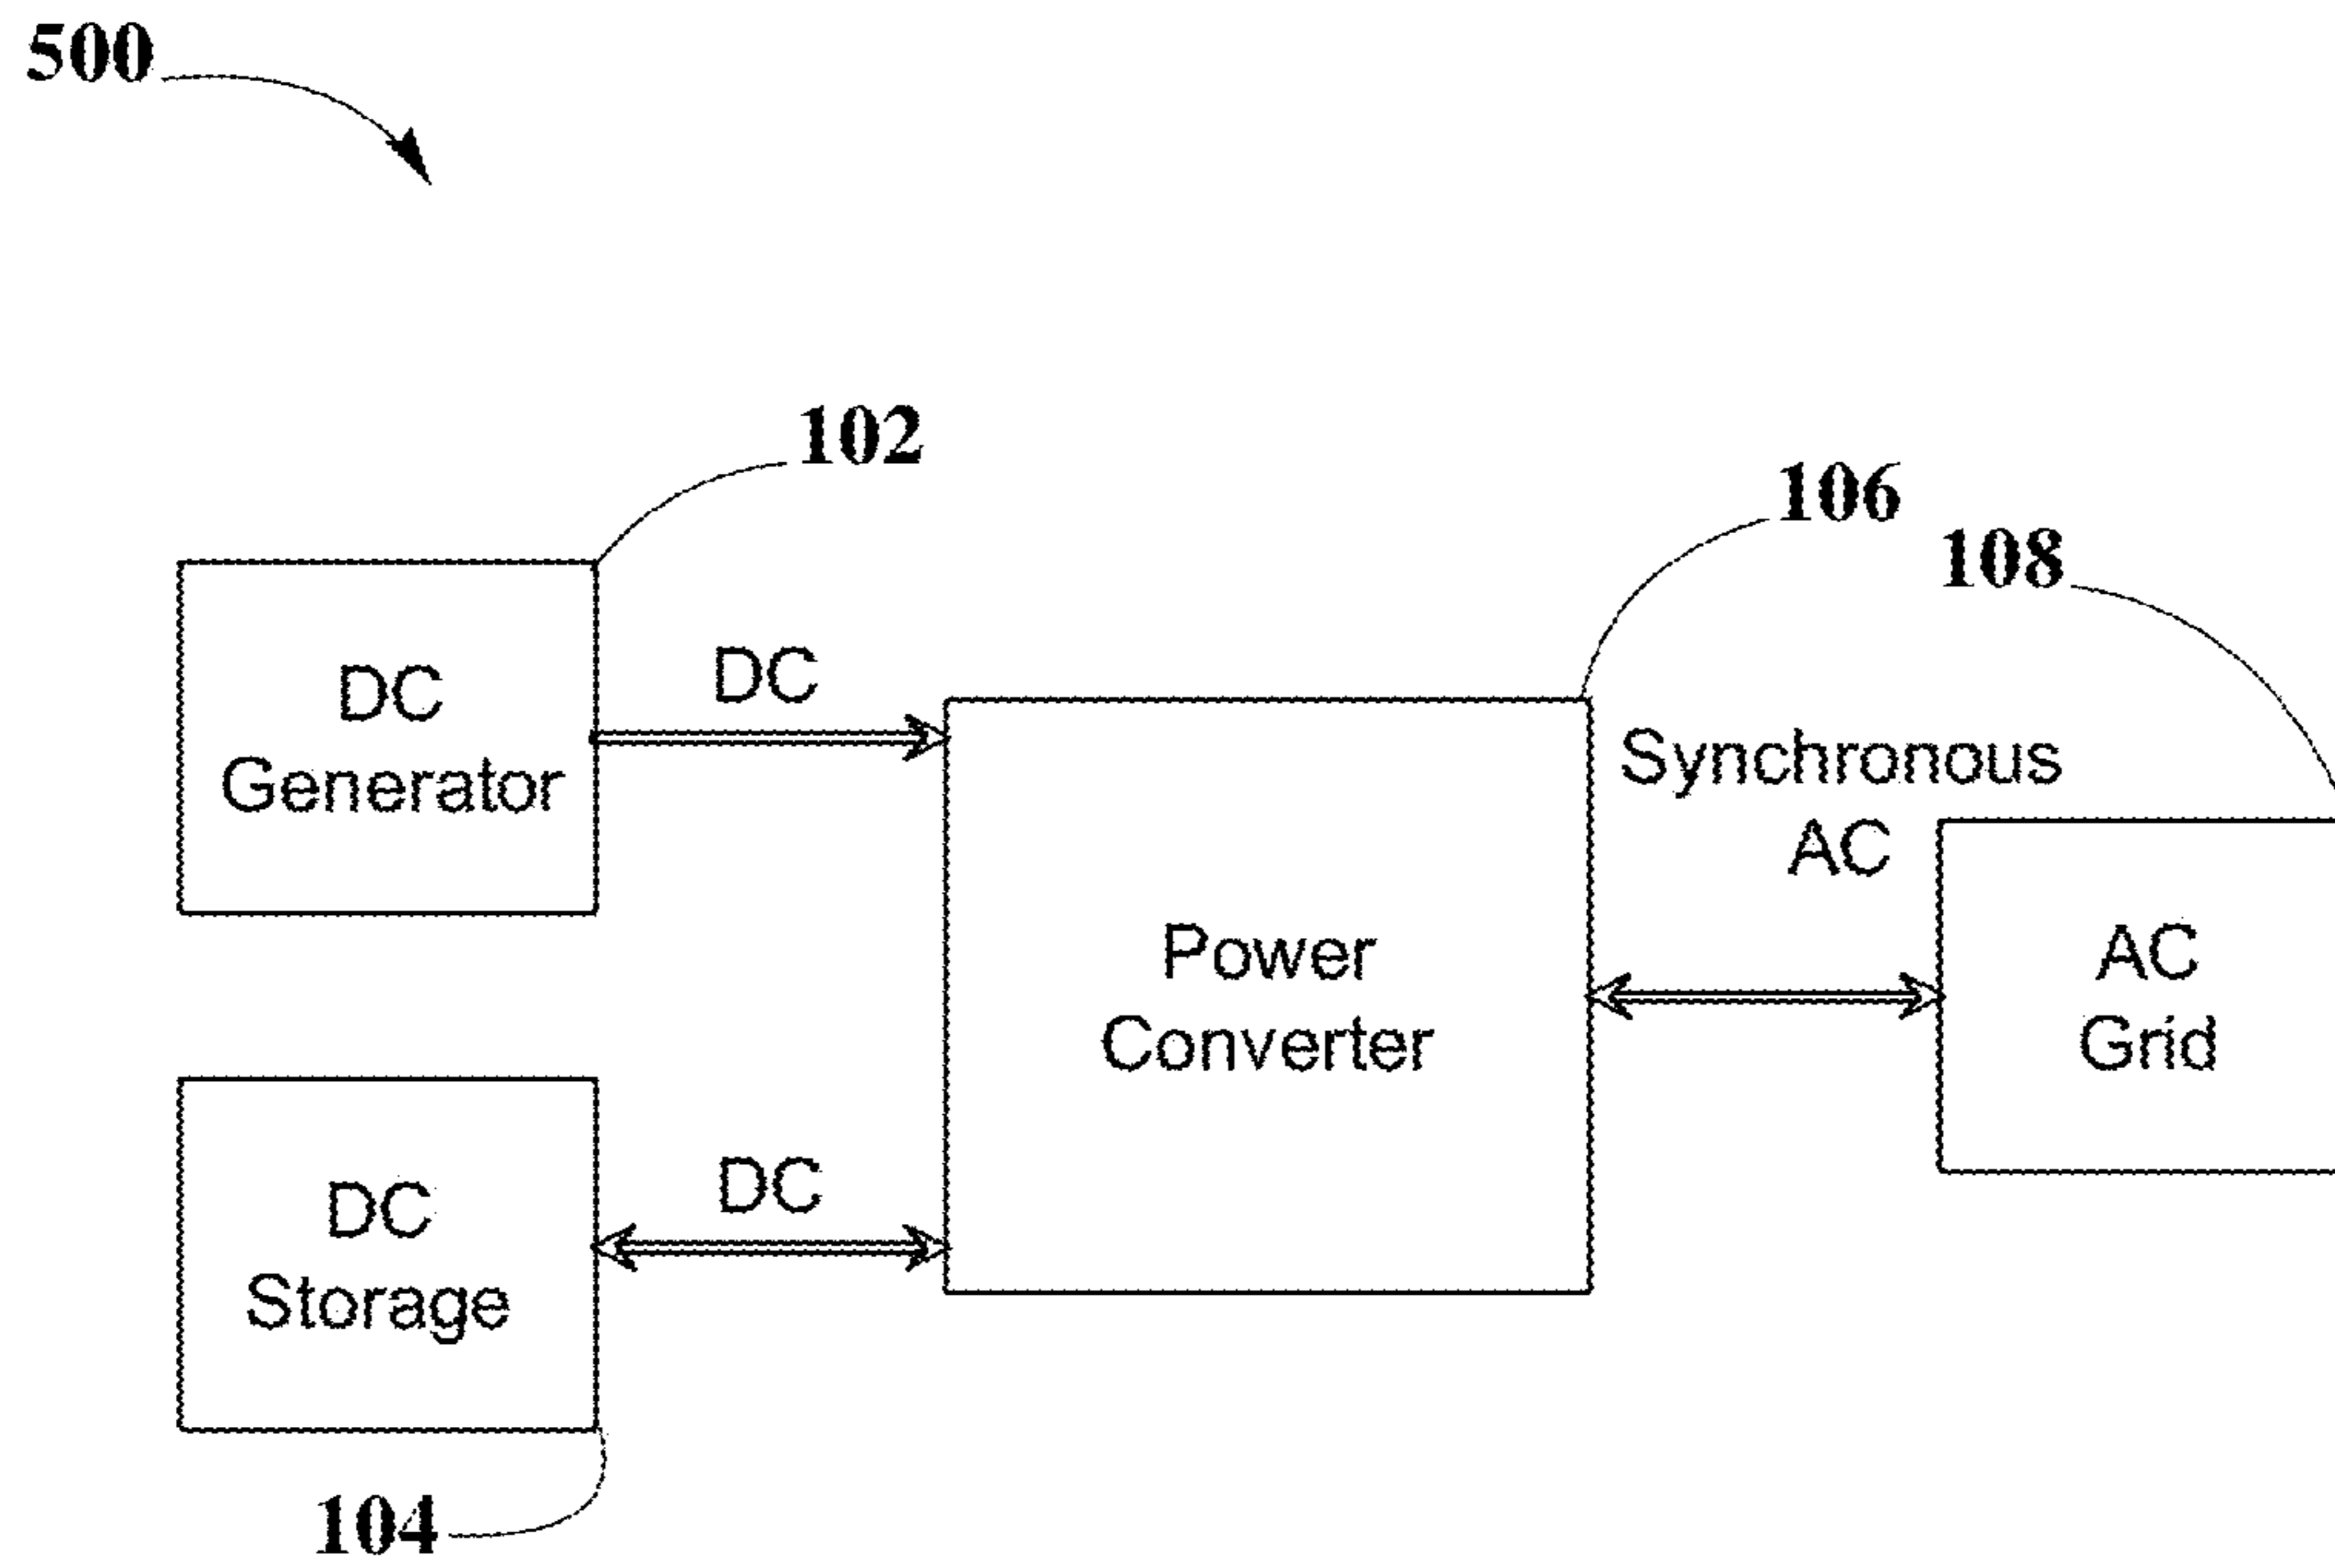 500
102
106
108
DC
Generator
DC
Synchronous
AC
Power
Converter
AC
Grid
DC
Storage
DC
104